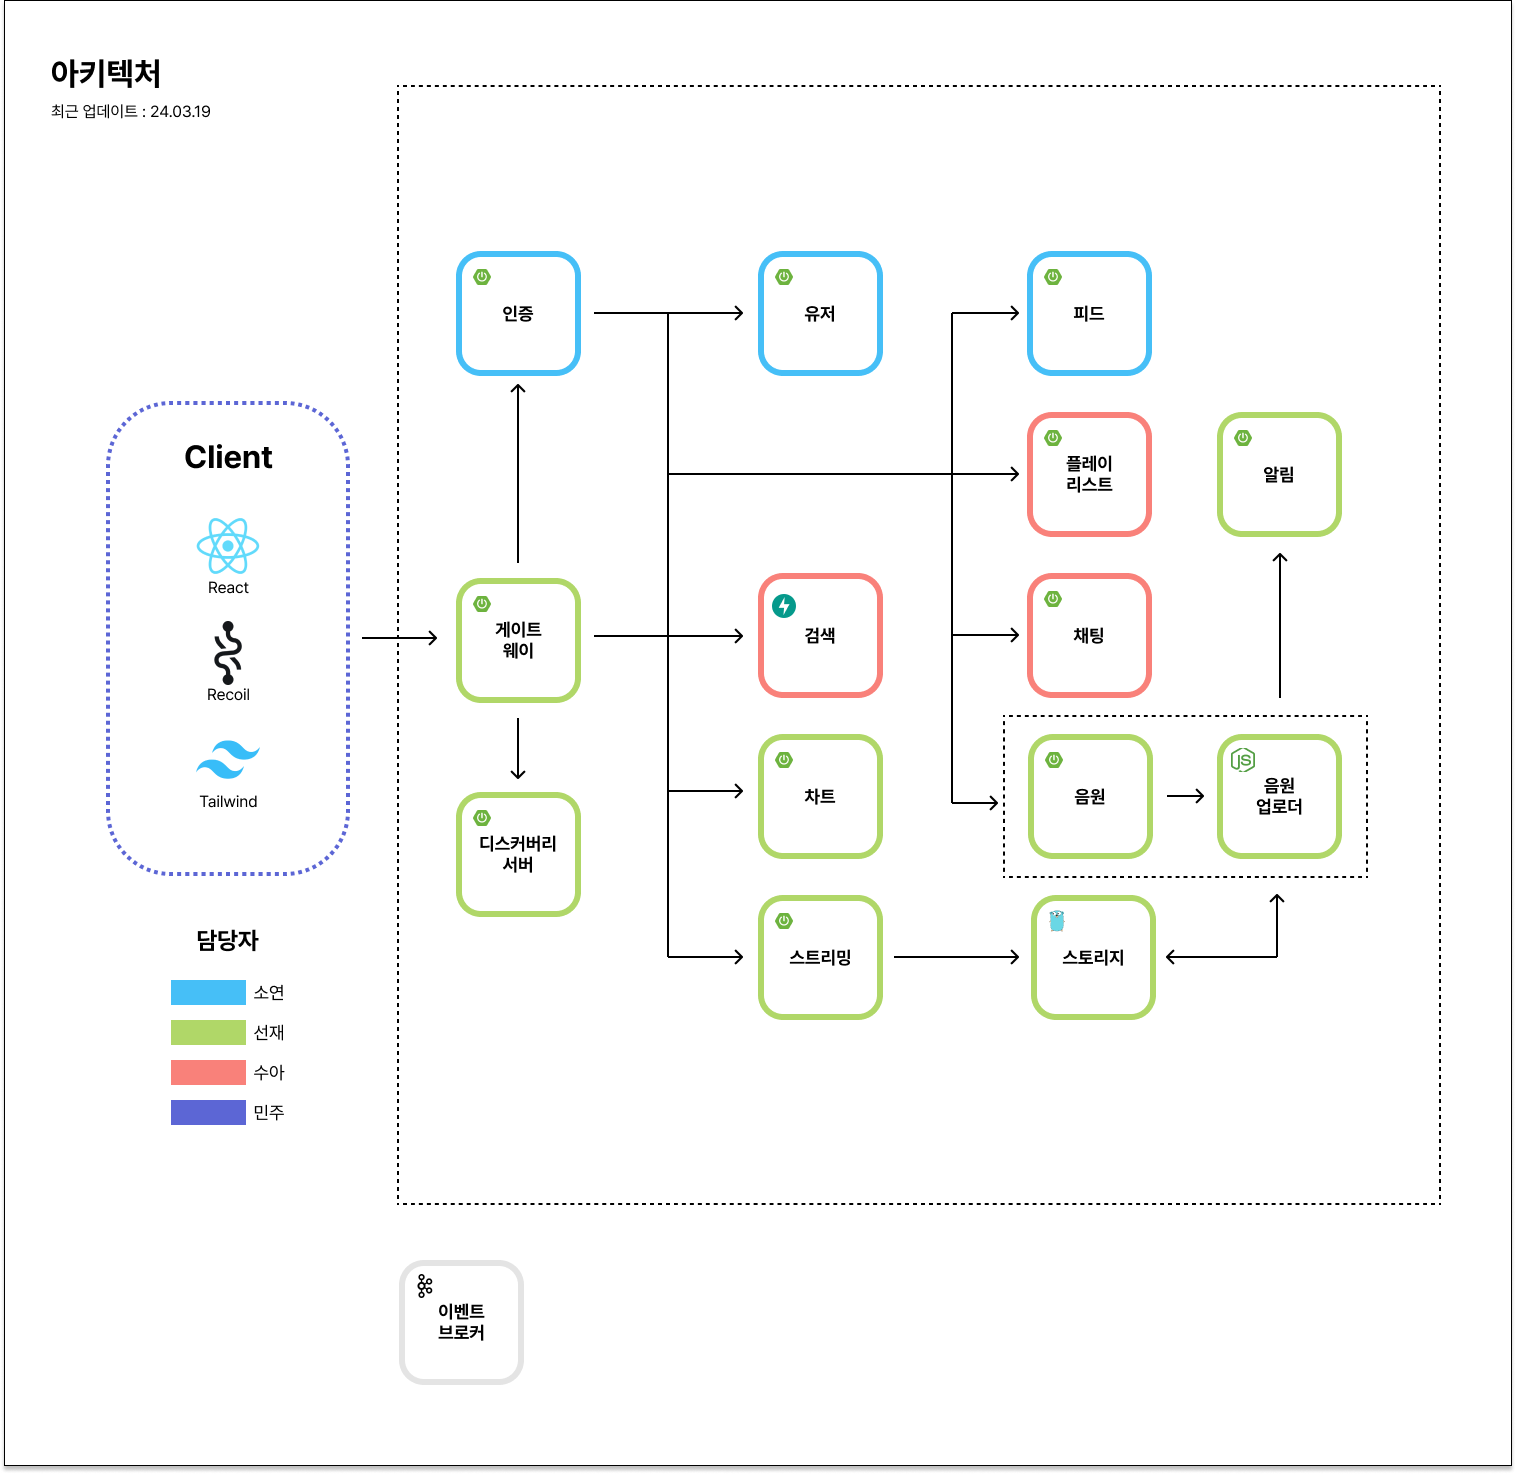 아키텍처
최근 업데이트 : 24.03.19
인증
유저
피드
Client
플레이
리스트
알림
React
게이트
웨이
검색
채팅
Recoil
Tailwind
차트
음원
JS
음원
업로더
디스커버리
서버
스트리밍
스토리지
담당자
소연
선재
수아
민주
이벤트
브로커